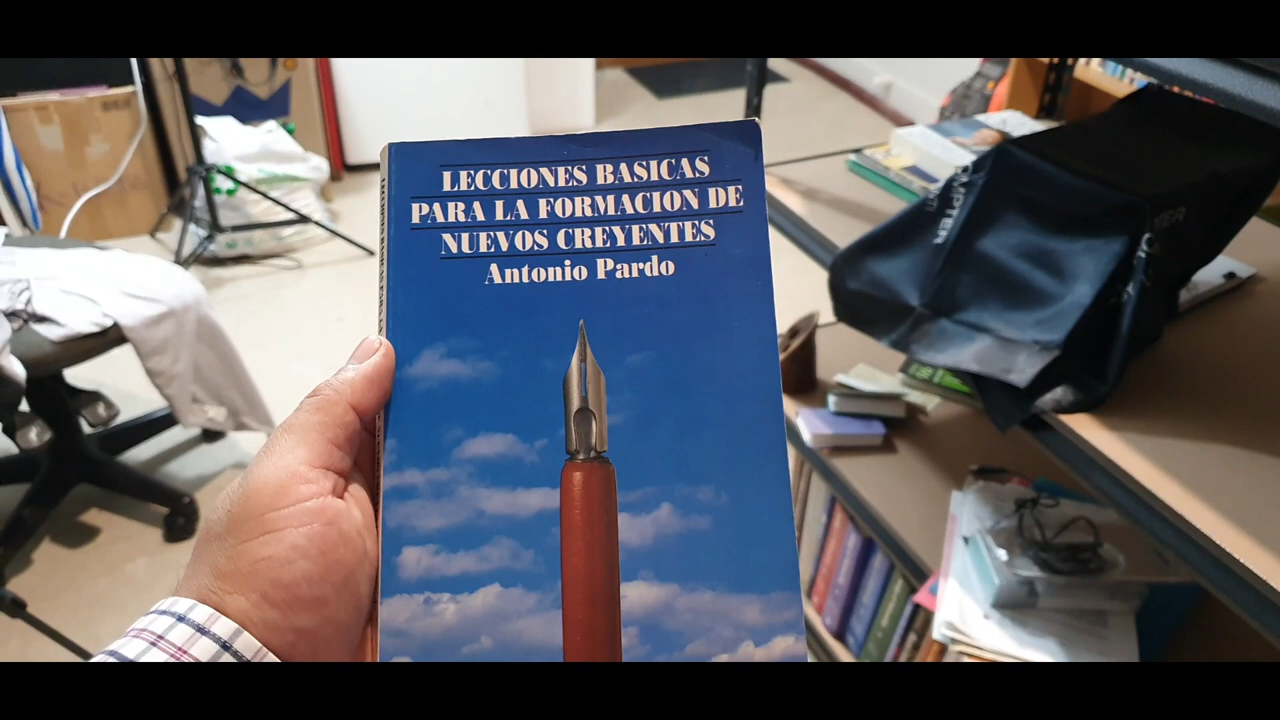 LECCIONES BASICAS
PARA LA FORMACION DE
NUEVOS CREYENTES
Antonio Pardo